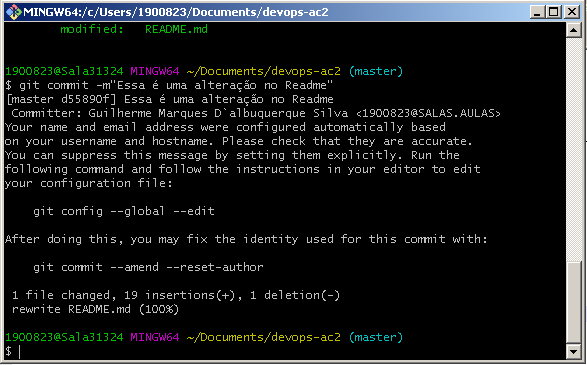 MINGW64:/c/Users/1900823/Documents/devops-ac2
modified:   README.md
1900823@Sala31324 MINGW64 ~/Documents/devops-ac2 (master)
$ git commit -m"Essa é uma alteração no Readme"
[master d55890f] Essa é uma alteração no Readme
Committer: Guilherme Marques D`albuquerque Silva <1900823@SALAS.AULAS>
Your name and email address were configured automatically based
on your username and hostname. Please check that they are accurate.
You can suppress this message by setting them explicitly. Run the
following command and follow the instructions in your editor to edit
your configuration file:
git config --global --edit
After doing this, you may fix the identity used for this commit with:
git commit --amend --reset-author
1 file changed, 19 insertions(+), 1 deletion(-)
rewrite README.md (100%)
1900823@Sala31324 MINGW64 ~/Documents/devops-ac2 (master)
$